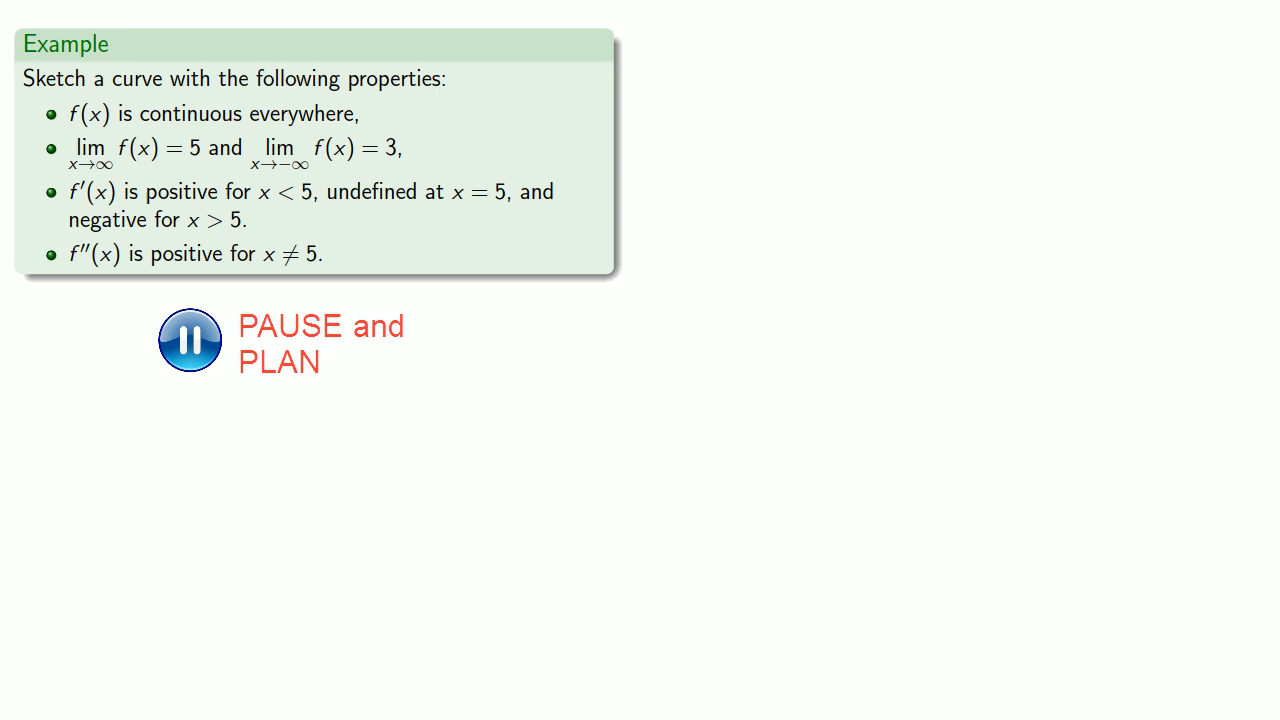 Example
Sketch a curve with the following properties:
f(x) is continuous everywhere,
lim x→∞ f(x) = 5 and lim x→−∞ f(x) = 3,
f′(x) is positive for x < 5, undefined at x = 5, and
negative for x > 5.
f′′(x) is positive for x ≠ 5.
PAUSE and
PLAN